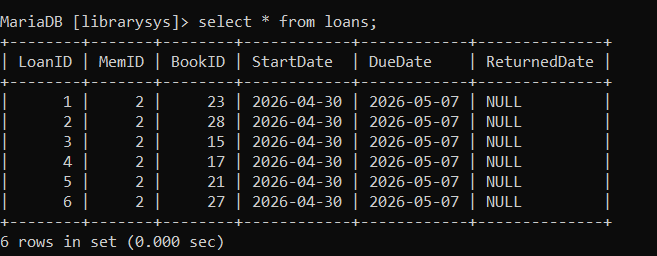 MariaDB [librarysys]> select * from loans;
+--------+-------+--------+------------+------------+--------------+
| LoanID | MemID | BookID | StartDate  | DueDate    | ReturnedDate |
+--------+-------+--------+------------+------------+--------------+
|      1 |     2 |     23 | 2026-04-30 | 2026-05-07 | NULL         |
|      2 |     2 |     28 | 2026-04-30 | 2026-05-07 | NULL         |
|      3 |     2 |     15 | 2026-04-30 | 2026-05-07 | NULL         |
|      4 |     2 |     17 | 2026-04-30 | 2026-05-07 | NULL         |
|      5 |     2 |     21 | 2026-04-30 | 2026-05-07 | NULL         |
|      6 |     2 |     27 | 2026-04-30 | 2026-05-07 | NULL         |
+--------+-------+--------+------------+------------+--------------+
6 rows in set (0.000 sec)